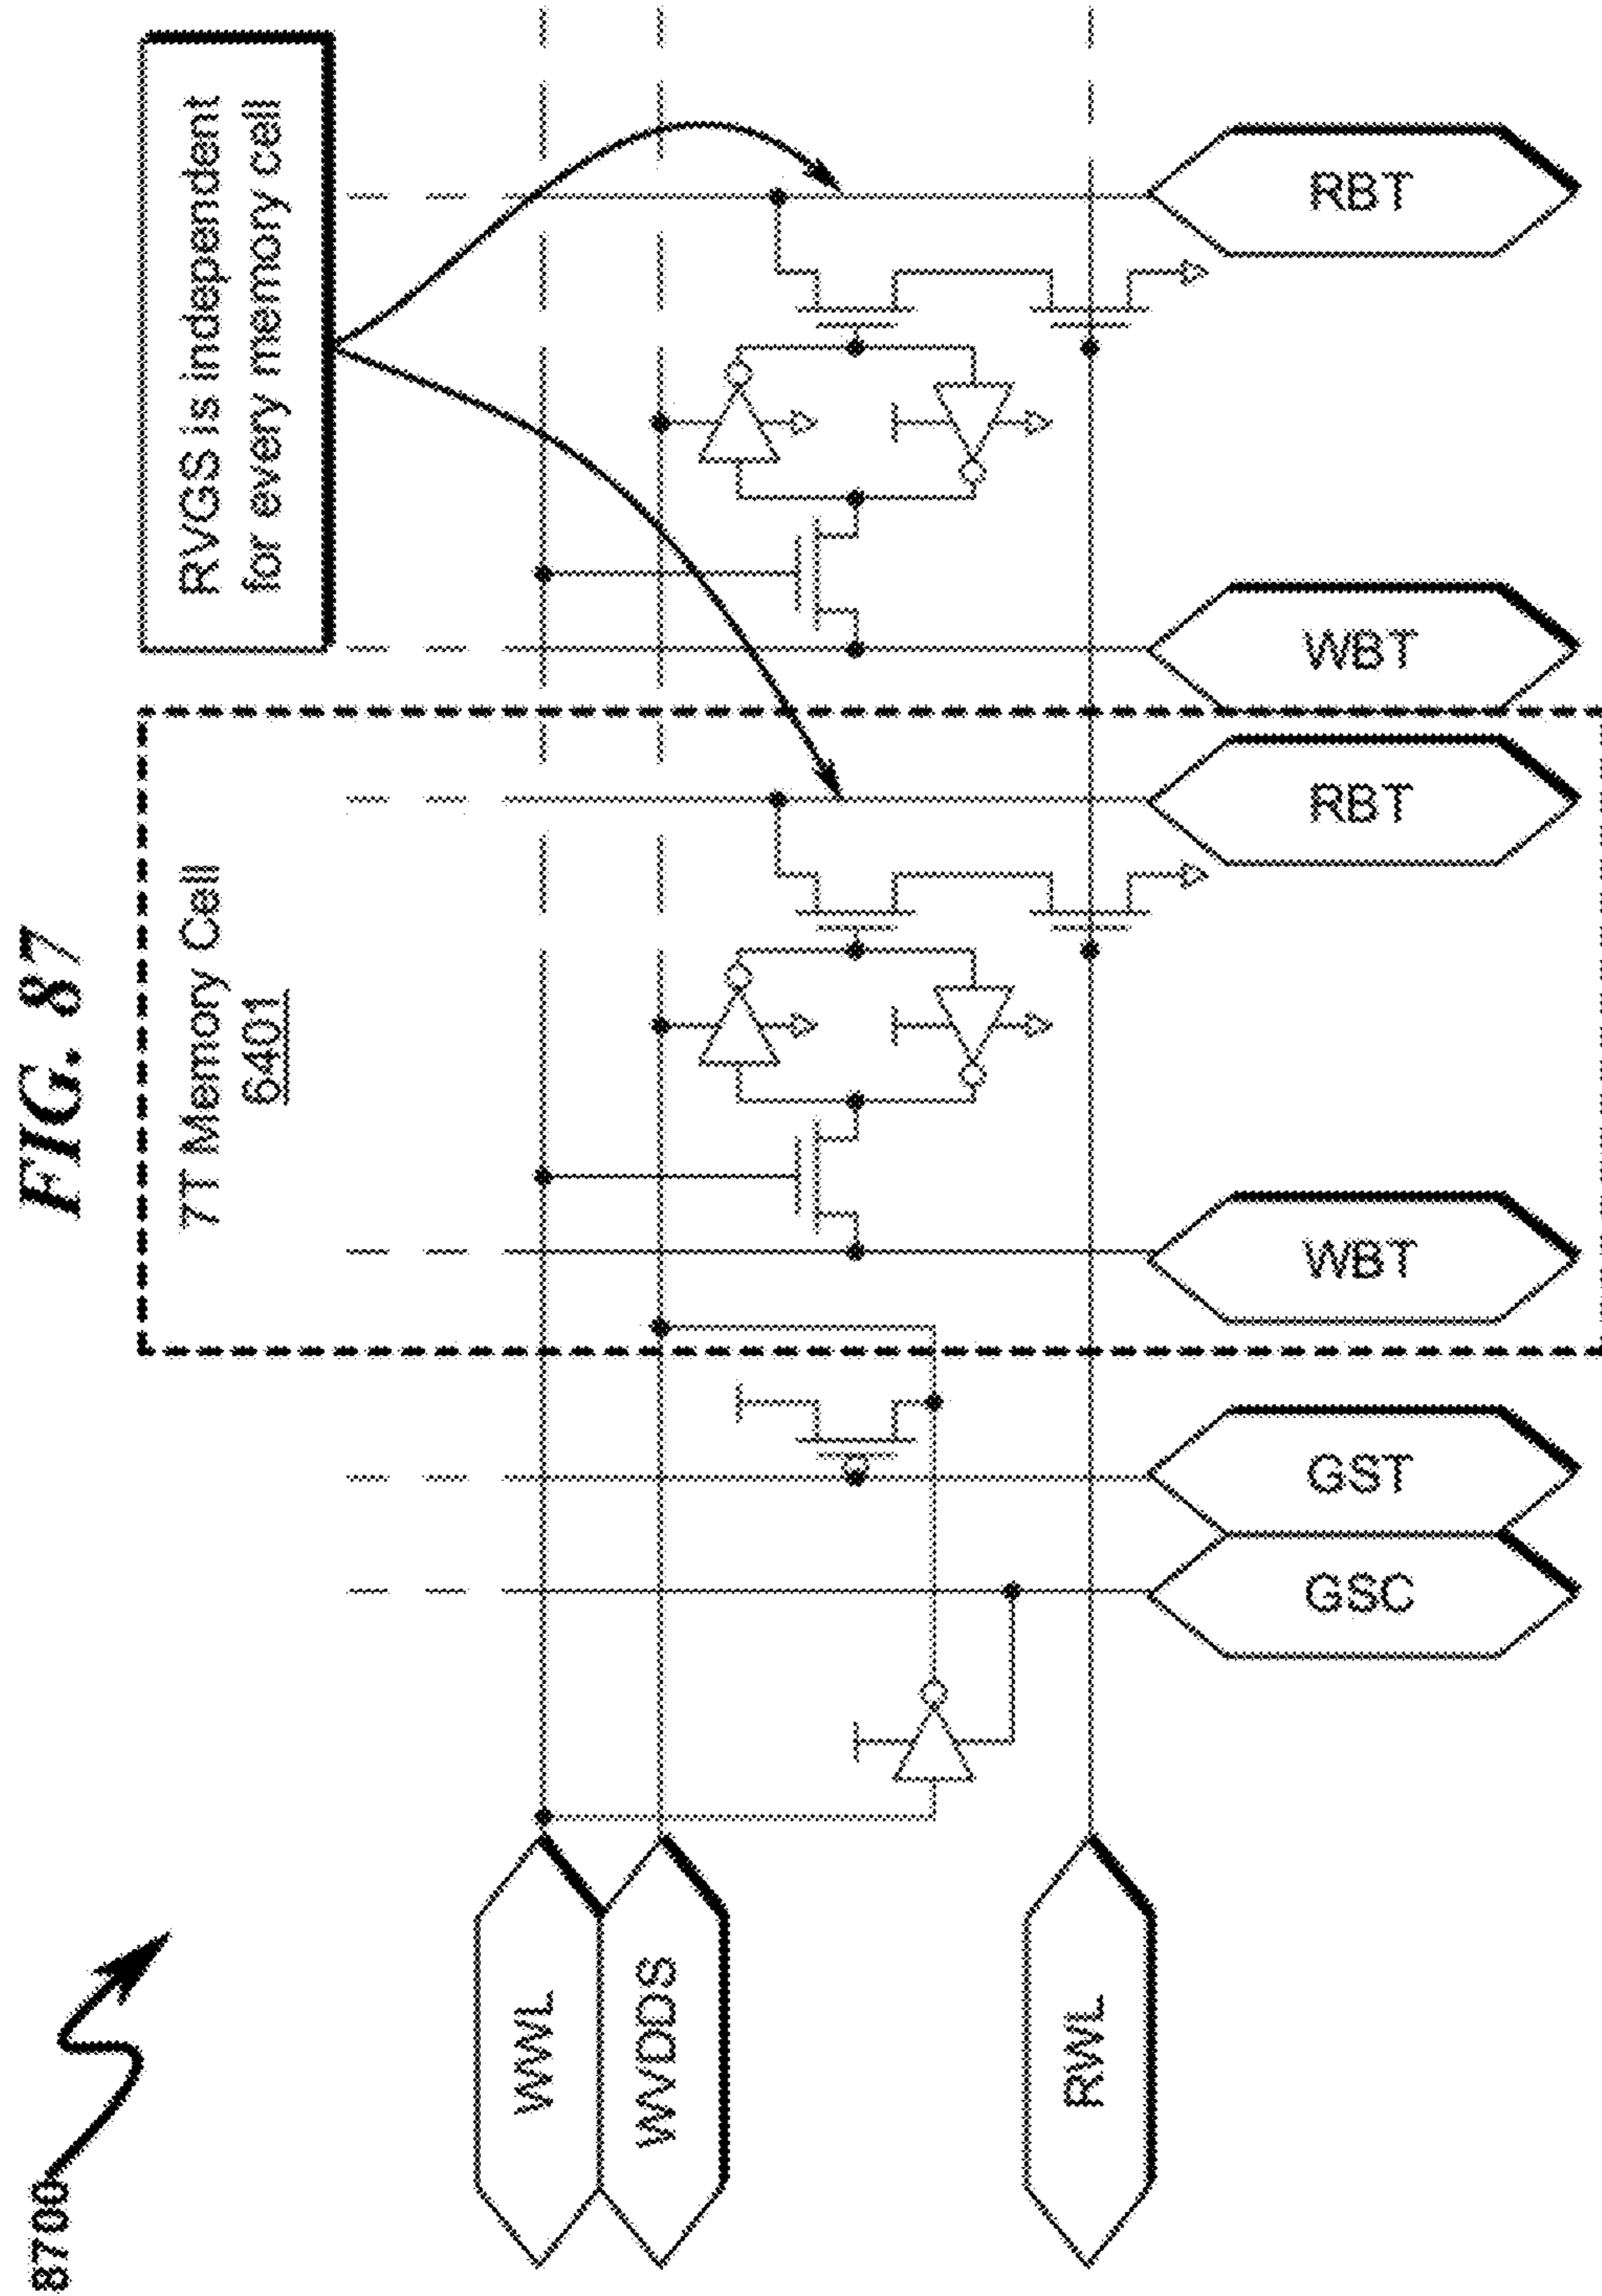 FIG. 87
8700
7T Memory Cell
6401
RVGS is independent
for every memory cell
WWL
WVDDS
RWL
GSC
GST
WBT
RBT
WBT
RBT